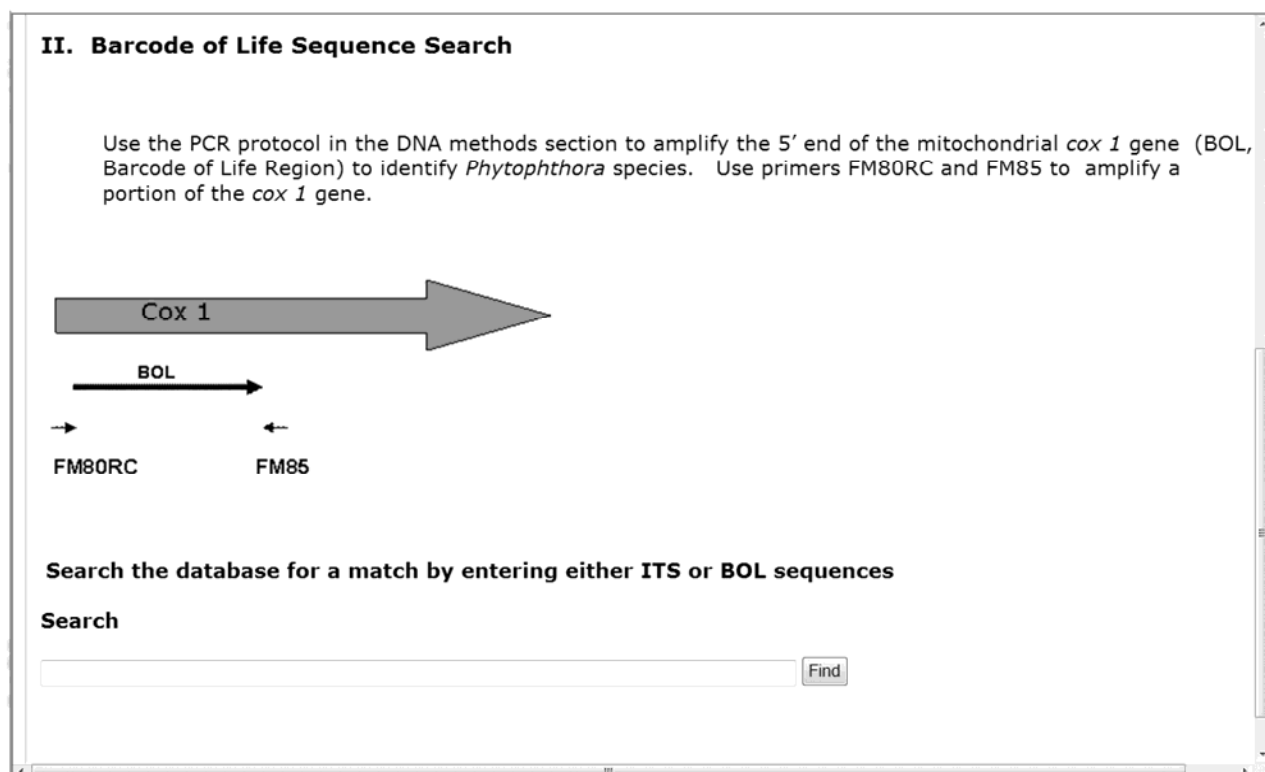 II. Barcode of Life Sequence Search
Use the PCR protocol in the DNA methods section to amplify the 5′ end of the mitochondrial cox 1 gene (BOL,
Barcode of Life Region) to identify Phytophthora species. Use primers FM80RC and FM85 to amplify a
portion of the cox 1 gene.
Cox 1
BOL
FM80RC FM85
Search the database for a match by entering either ITS or BOL sequences
Search
Find